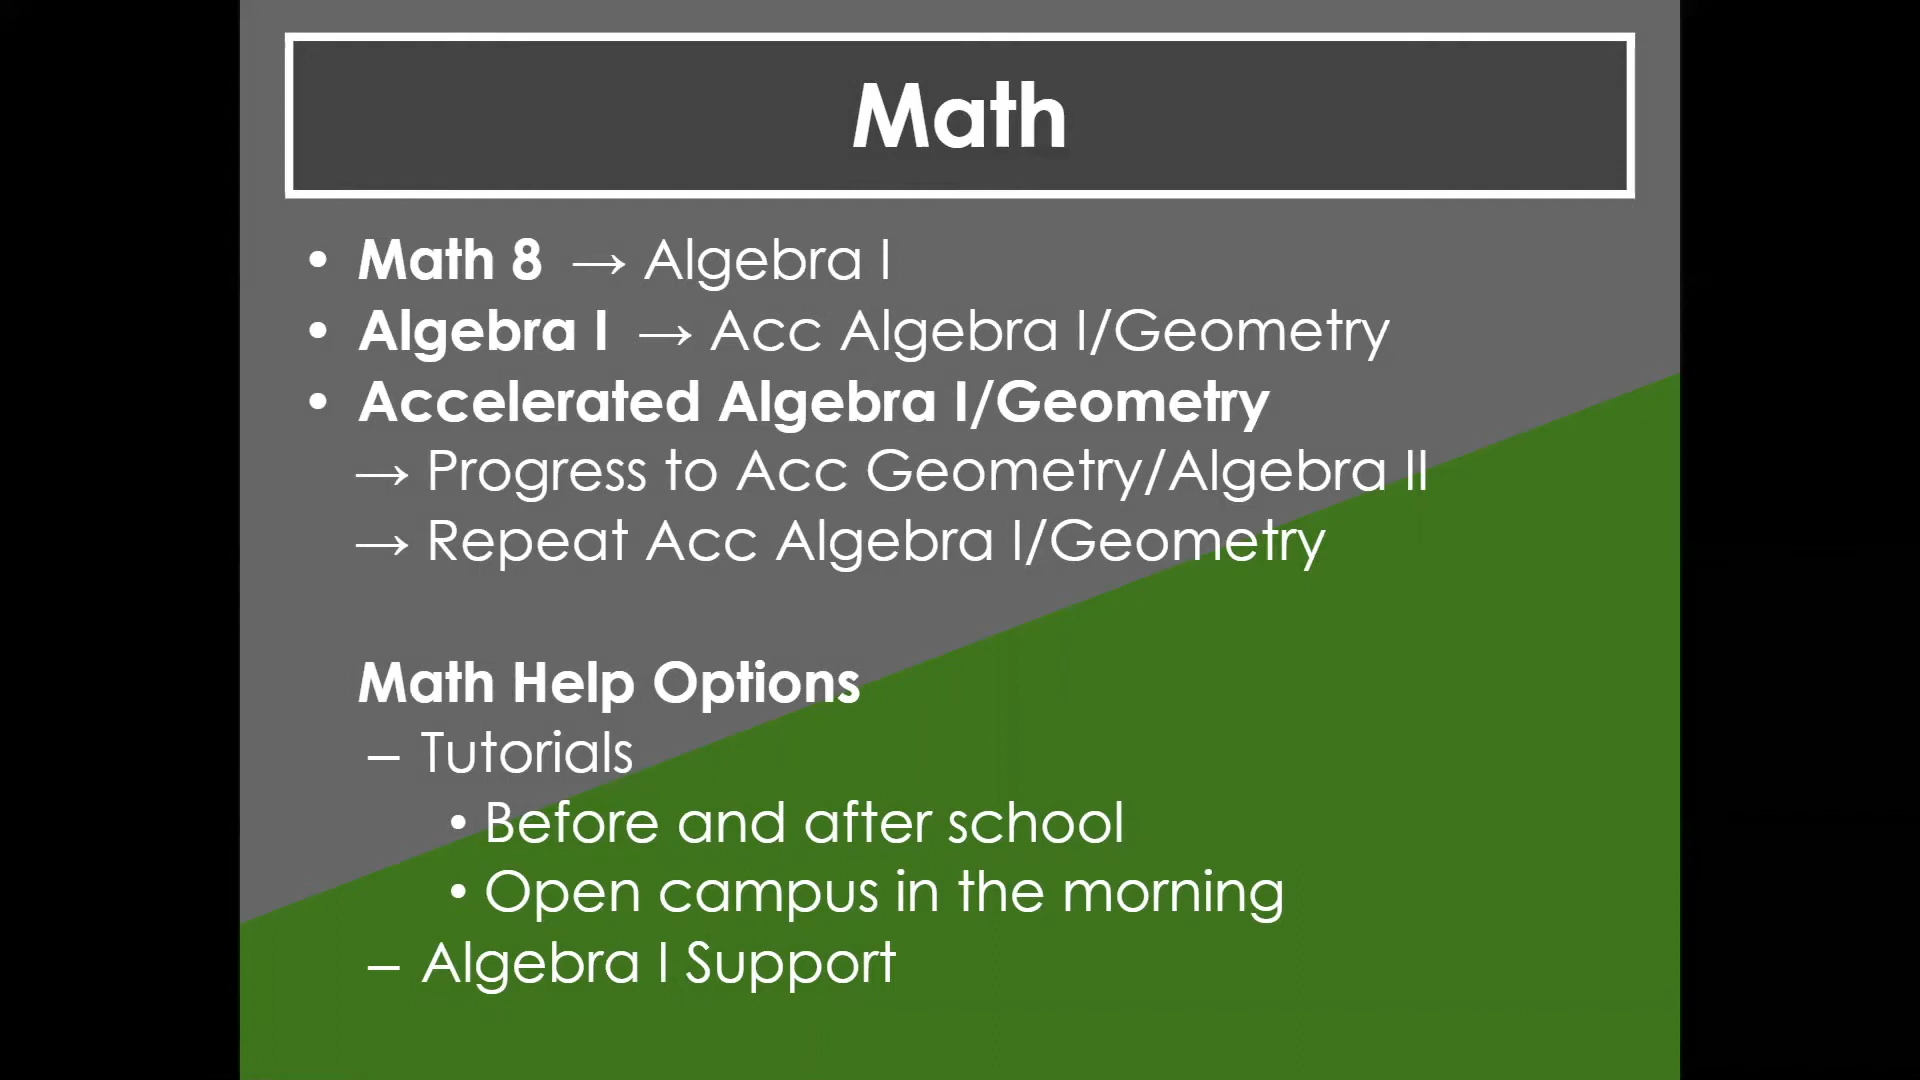 Math
• Math 8 → Algebra I
• Algebra I → Acc Algebra I/Geometry
• Accelerated Algebra I/Geometry
→ Progress to Acc Geometry/Algebra II
→ Repeat Acc Algebra I/Geometry
Math Help Options
– Tutorials
• Before and after school
• Open campus in the morning
– Algebra I Support